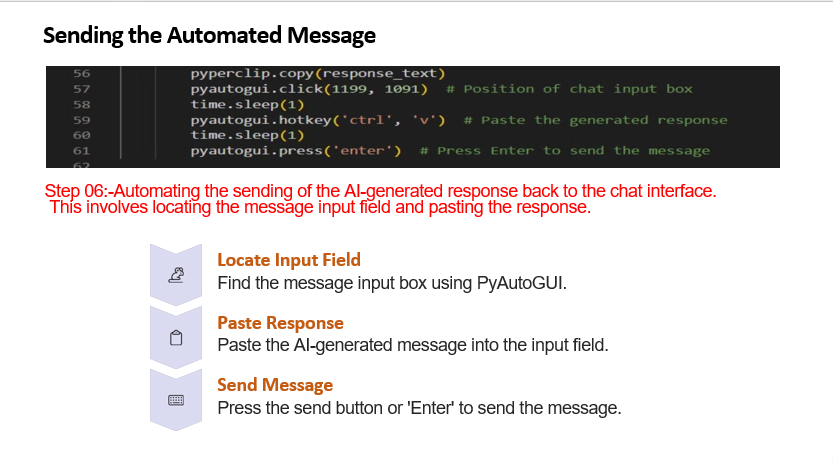 Sending the Automated Message
56 pyperclip.copy(response_text)
57 pyautogui.click(1199, 1091) # Position of chat input box
58 time.sleep(1)
59 pyautogui.hotkey('ctrl', 'v') # Paste the generated response
60 time.sleep(1)
61 pyautogui.press('enter') # Press Enter to send the message
62
Step 06:-Automating the sending of the AI-generated response back to the chat interface.
This involves locating the message input field and pasting the response.
Locate Input Field
Find the message input box using PyAutoGUI.
Paste Response
Paste the AI-generated message into the input field.
Send Message
Press the send button or 'Enter' to send the message.